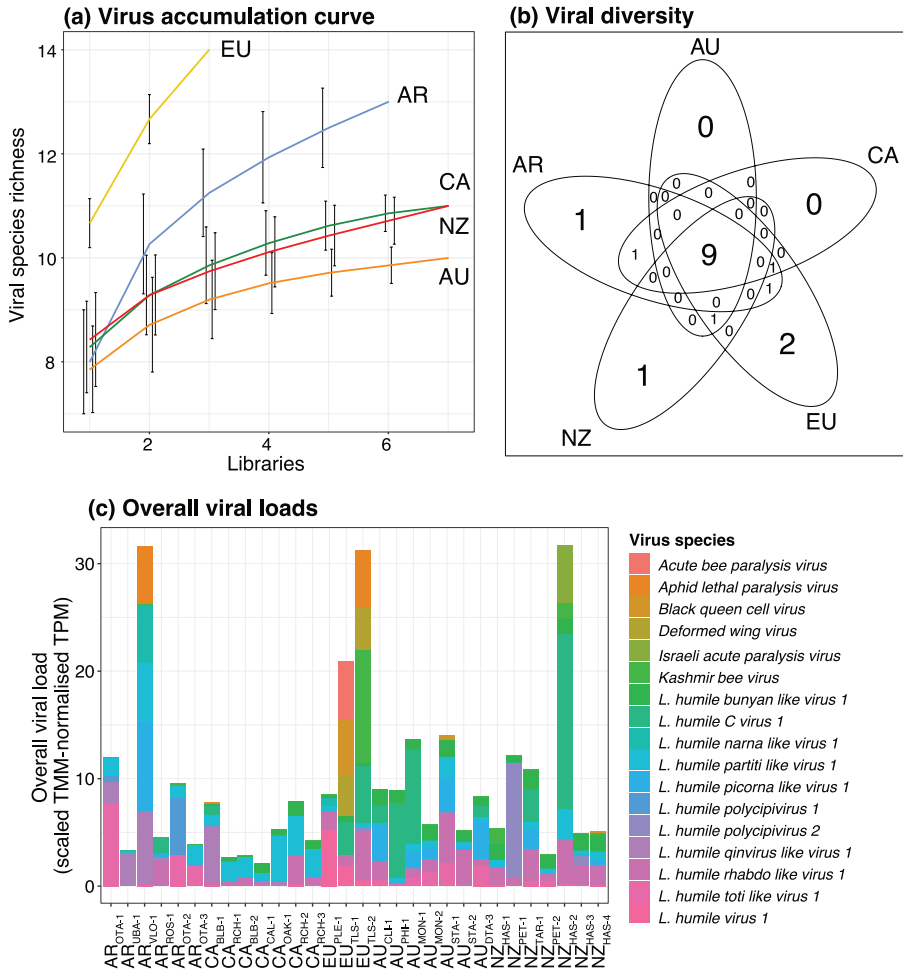 (a) Virus accumulation curve
Viral species richness
14
12
10
8
EU
AR
CA
NZ
AU
2
4
6
Libraries
(b) Viral diversity
AU
AR
CA
NZ
EU
0
0
0
0 0 0 0
1
0
0
0
0
0
0
1
0
9
0
0
0
0
1
0
0
0
1
0
1
0
2
1
(c) Overall viral loads
Overall viral load
(scaled TMM-normalised TPM)
30
20
10
0
AR OTA-1
AR UBA-1
AR VLO-1
AR ROS-1
AR OTA-2
AR OTA-3
CA BLB-1
CA RCH-1
CA BLB-2
CA CAL-1
CA OAK-1
CA RCH-2
CA RCH-3
EU PLE-1
EU TLS-1
EU TLS-2
AU CLI-1
AU PHI-1
AU MON-1
AU MON-2
AU STA-1
AU STA-2
AU DTA-3
NZ HAS-1
NZ PET-1
NZ TAR-1
NZ PET-2
NZ HAS-2
NZ HAS-3
NZ HAS-4
Virus species
Acute bee paralysis virus
Aphid lethal paralysis virus
Black queen cell virus
Deformed wing virus
Israeli acute paralysis virus
Kashmir bee virus
L. humile bunyan like virus 1
L. humile C virus 1
L. humile narna like virus 1
L. humile partiti like virus 1
L. humile picorna like virus 1
L. humile polycipivirus 1
L. humile polycipivirus 2
L. humile qinvirus like virus 1
L. humile rhabdo like virus 1
L. humile toti like virus 1
L. humile virus 1